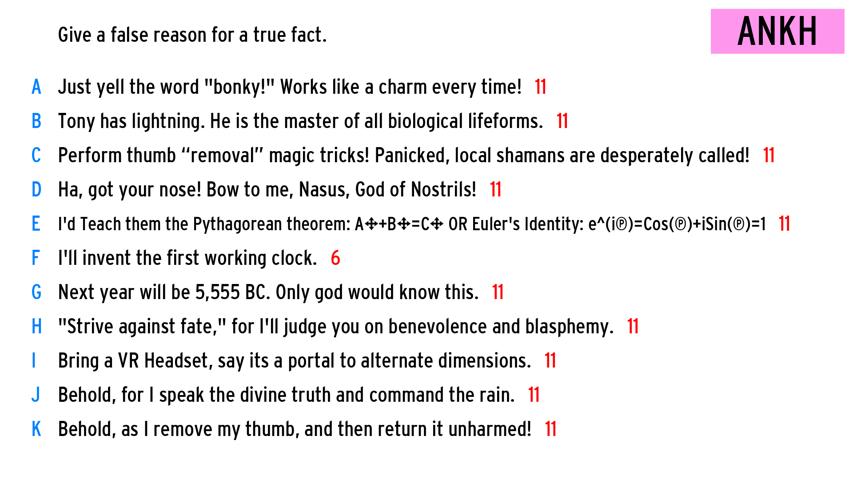 Give a false reason for a true fact.
ANKH
A Just yell the word "bonky!" Works like a charm every time! 11
B Tony has lightning. He is the master of all biological lifeforms. 11
C Perform thumb “removal” magic tricks! Panicked, local shamans are desperately called! 11
D Ha, got your nose! Bow to me, Nasus, God of Nostrils! 11
E I'd Teach them the Pythagorean theorem: A✢+B✢=C✢ OR Euler's Identity: e^(i℗)=Cos(℗)+iSin(℗)=1 11
F I'll invent the first working clock. 6
G Next year will be 5,555 BC. Only god would know this. 11
H "Strive against fate," for I'll judge you on benevolence and blasphemy. 11
I Bring a VR Headset, say its a portal to alternate dimensions. 11
J Behold, for I speak the divine truth and command the rain. 11
K Behold, as I remove my thumb, and then return it unharmed! 11